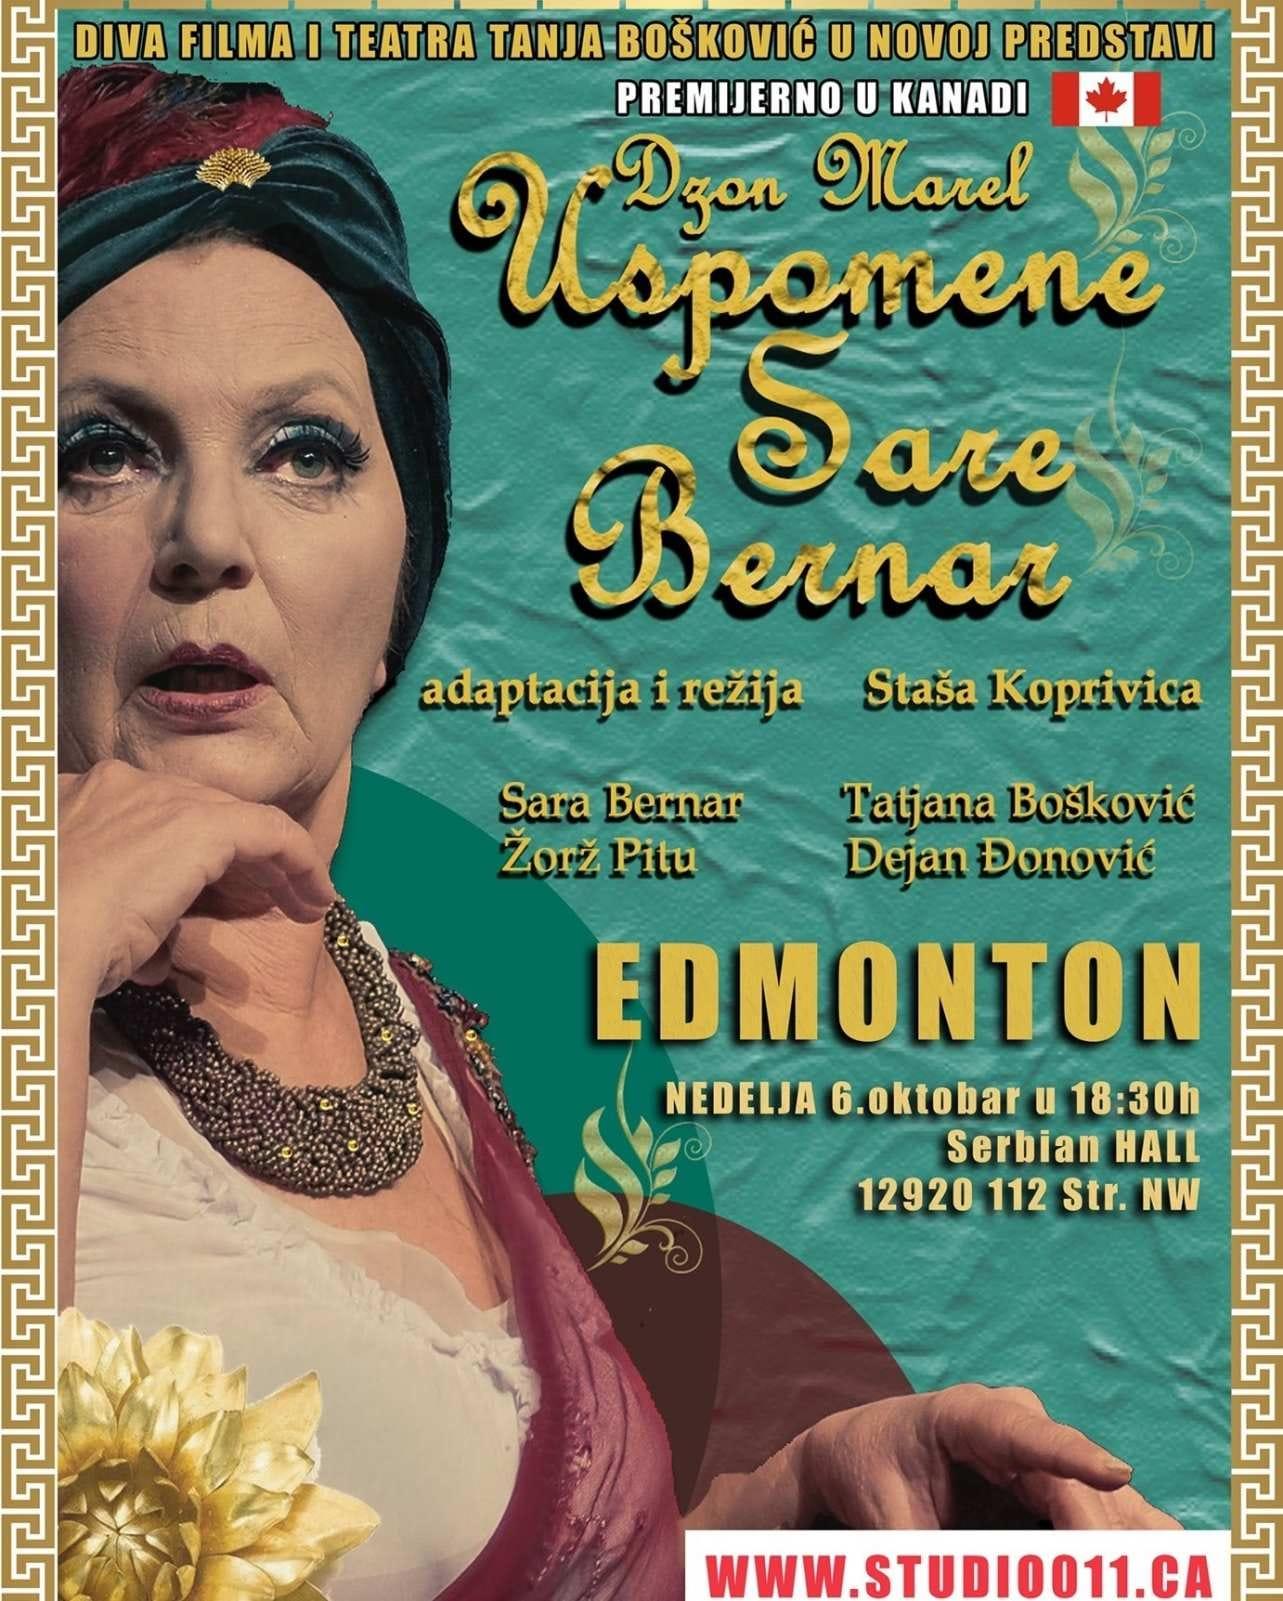 DIVA FILMA I TEATRA TANJA BOŠKOVIĆ U NOVOJ PREDSTAVI
PREMIJERNO U KANADI
Dzon Marel
Uspomene
Sare
Bernar
adaptacija i režija Staša Koprivica
Sara Bernar Tatjana Bošković
Žorž Pitu Dejan Đonović
EDMONTON
NEDELJA 6.oktobar u 18:30h
Serbian HALL
12920 112 Str. NW
WWW.STUDIO011.CA